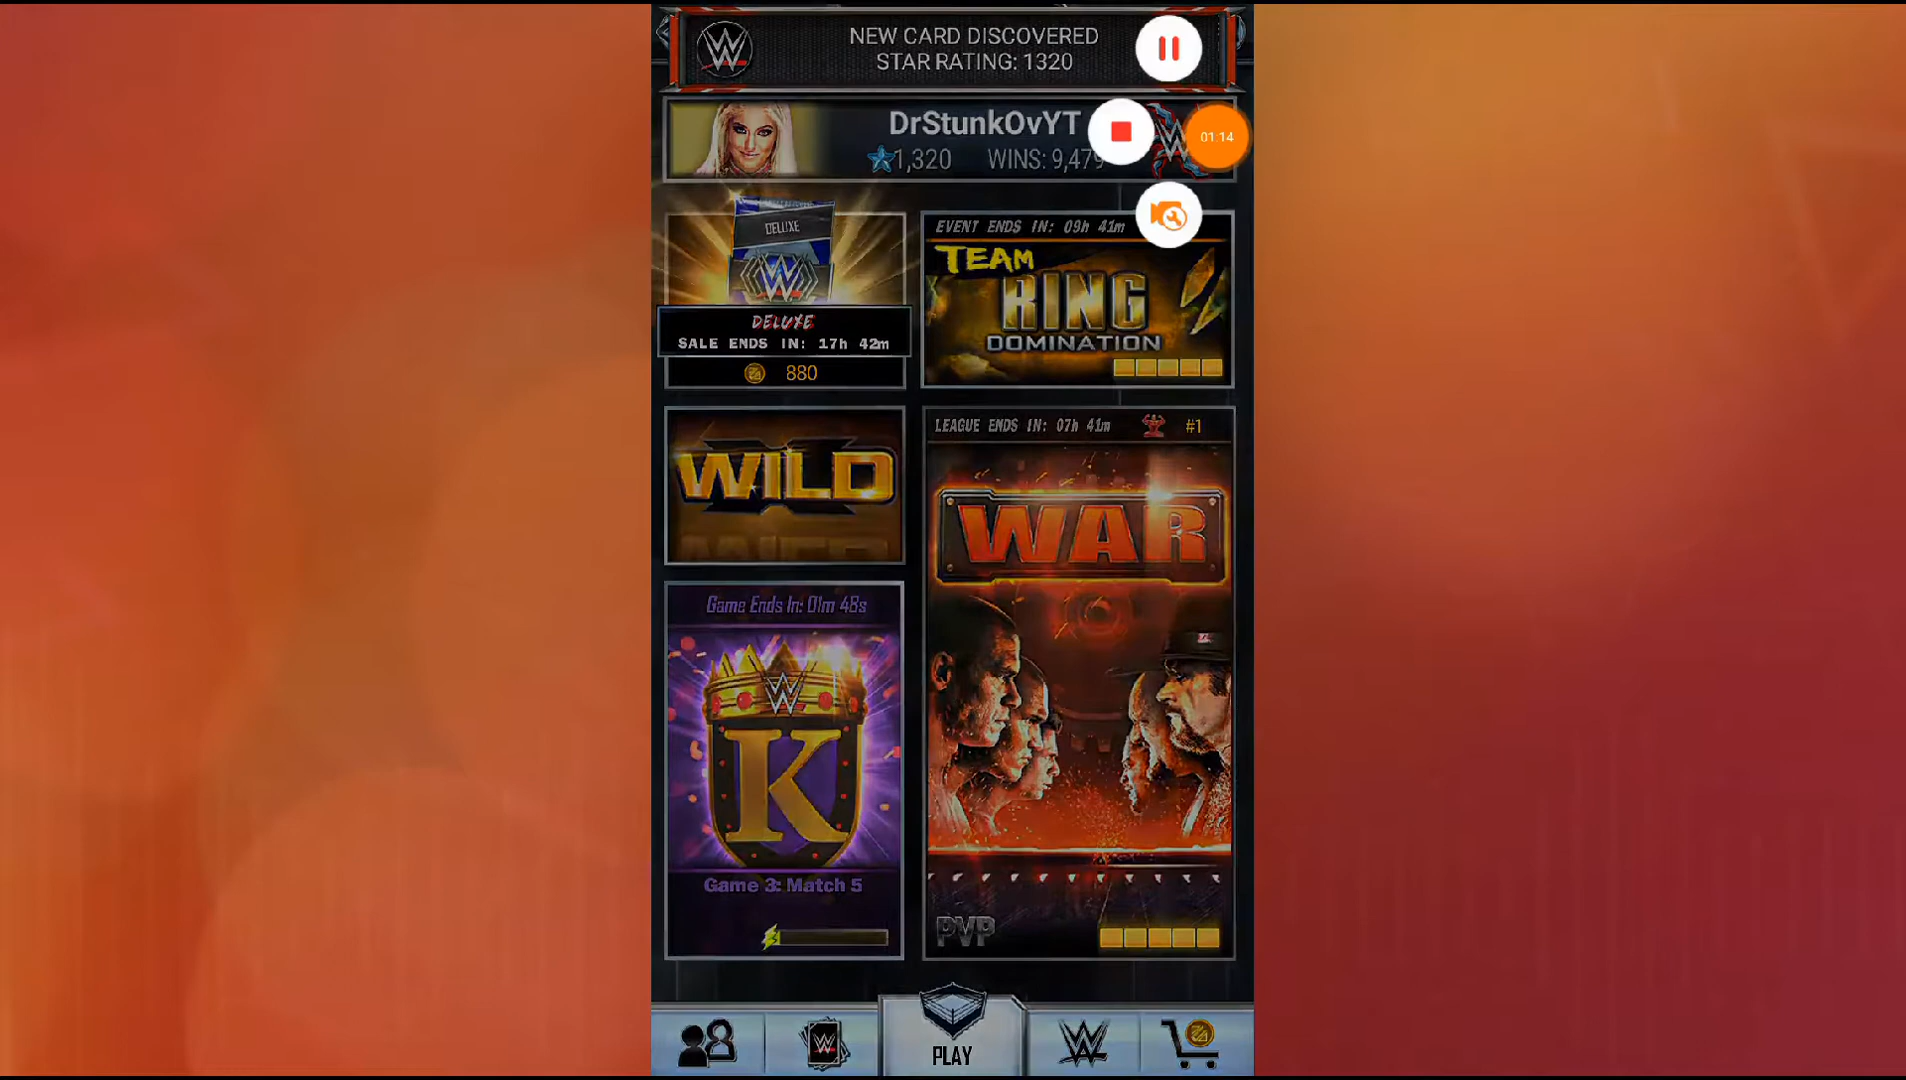 NEW CARD DISCOVERED
STAR RATING: 1320
DrStunkOvYT
1,320 WINS: 9,479
01:14
DELUXE
DELUXE
SALE ENDS IN: 17h 42m
880
EVENT ENDS IN: 09h 41m
TEAM
RING
DOMINATION
WILD
LEAGUE ENDS IN: 07h 41m #1
WAR
PVP
Game Ends In: 01m 48s
K
Game 3: Match 5
PLAY